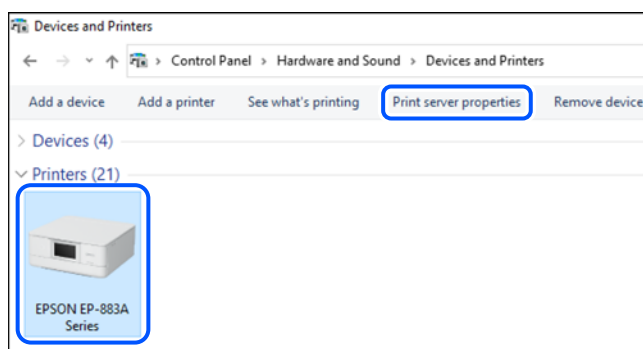 Devices and Printers
Control Panel > Hardware and Sound > Devices and Printers
Add a device Add a printer See what's printing Print server properties Remove device
Devices (4)
Printers (21)
EPSON EP-883A
Series